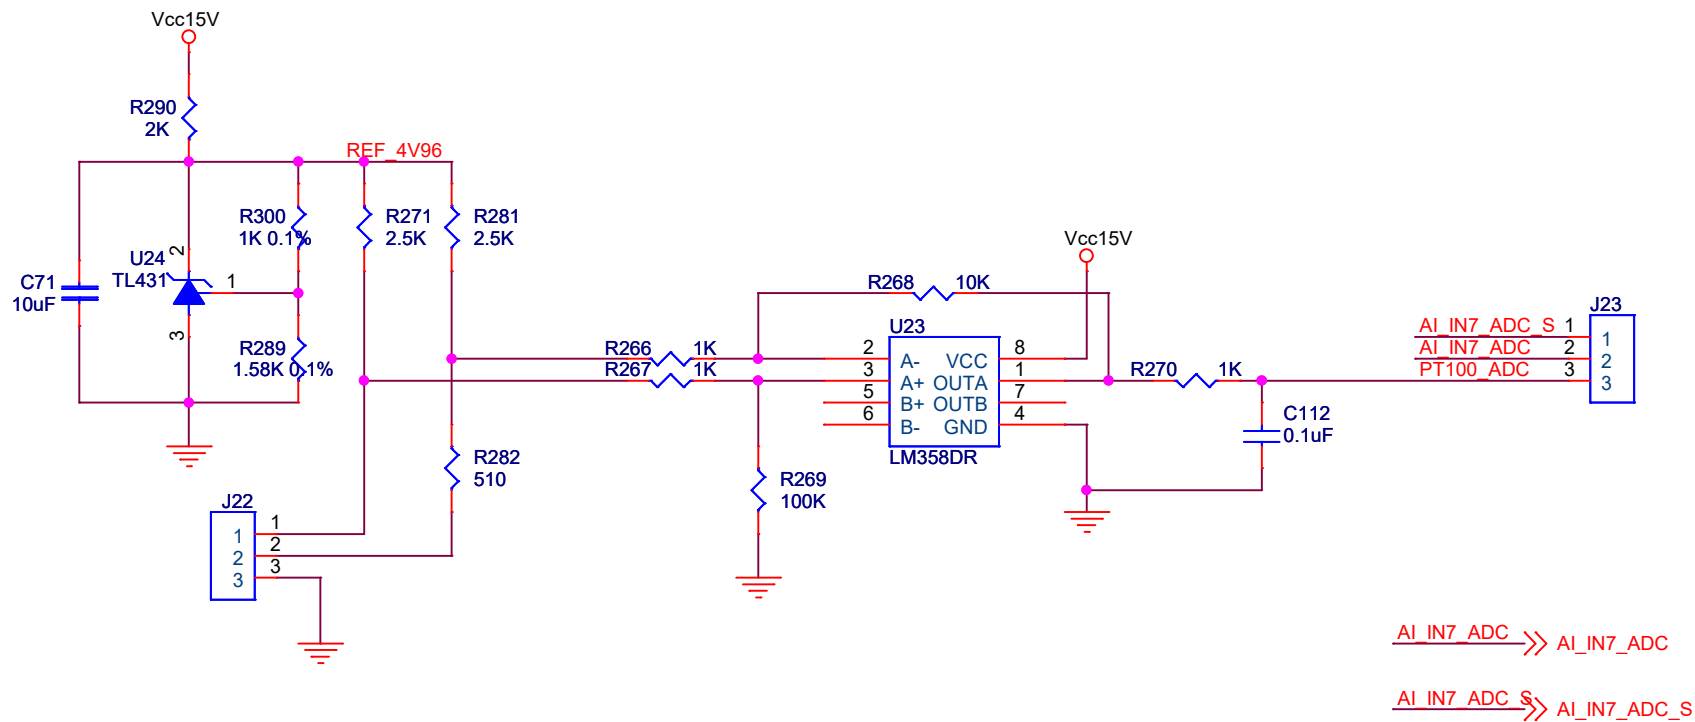 Vcc15V
R290
2K
REF_4V96
R300
1K 0.1%
R271
2.5K
R281
2.5K
C71
10uF
U24
TL431
2
1
3
R289
1.58K 0.1%
Vcc15V
R268 10K
U23
R266 1K
R267 1K
2 A- VCC 8
3 A+ OUTA 1
5 B+ OUTB 7
6 B- GND 4
LM358DR
R270 1K
C112
0.1uF
R269
100K
R282
510
J22
1 1
2 2
3 3
J23
AI_IN7_ADC_S 1 1
AI_IN7_ADC 2 2
PT100_ADC 3 3
AI_IN7_ADC AI_IN7_ADC
AI_IN7_ADC_S AI_IN7_ADC_S